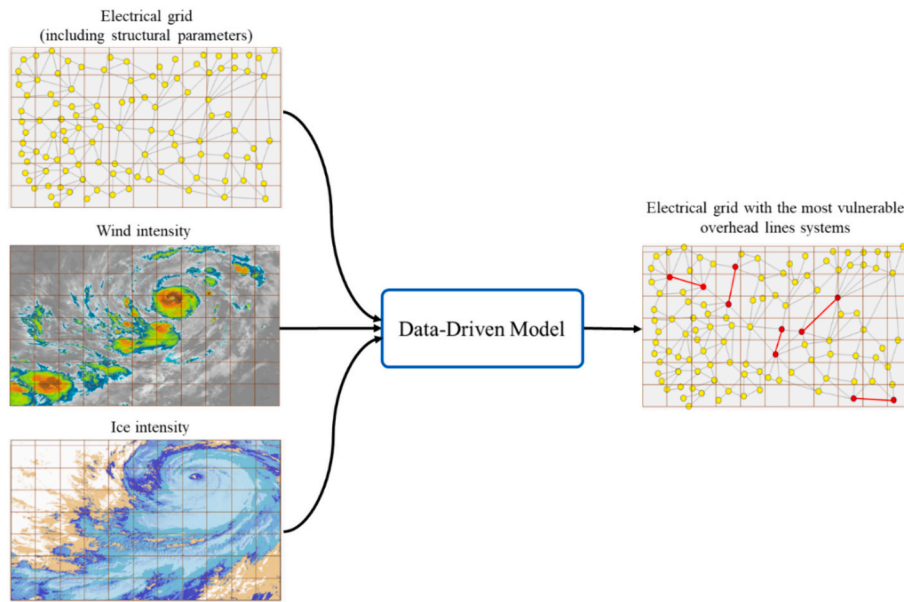 Electrical grid
(including structural parameters)
Wind intensity
Ice intensity
Data-Driven Model
Electrical grid with the most vulnerable
overhead lines systems